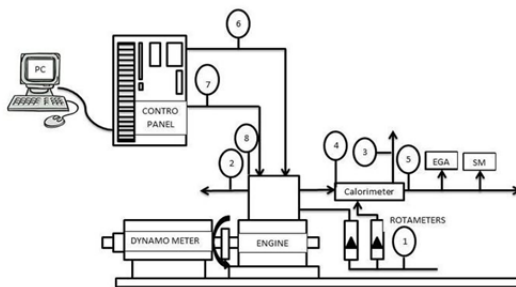 6
PC
7
CONTRO
PANEL
8
2
4
3
5
EGA
SM
Calorimeter
ROTAMETERS
DYNAMO METER
ENGINE
1